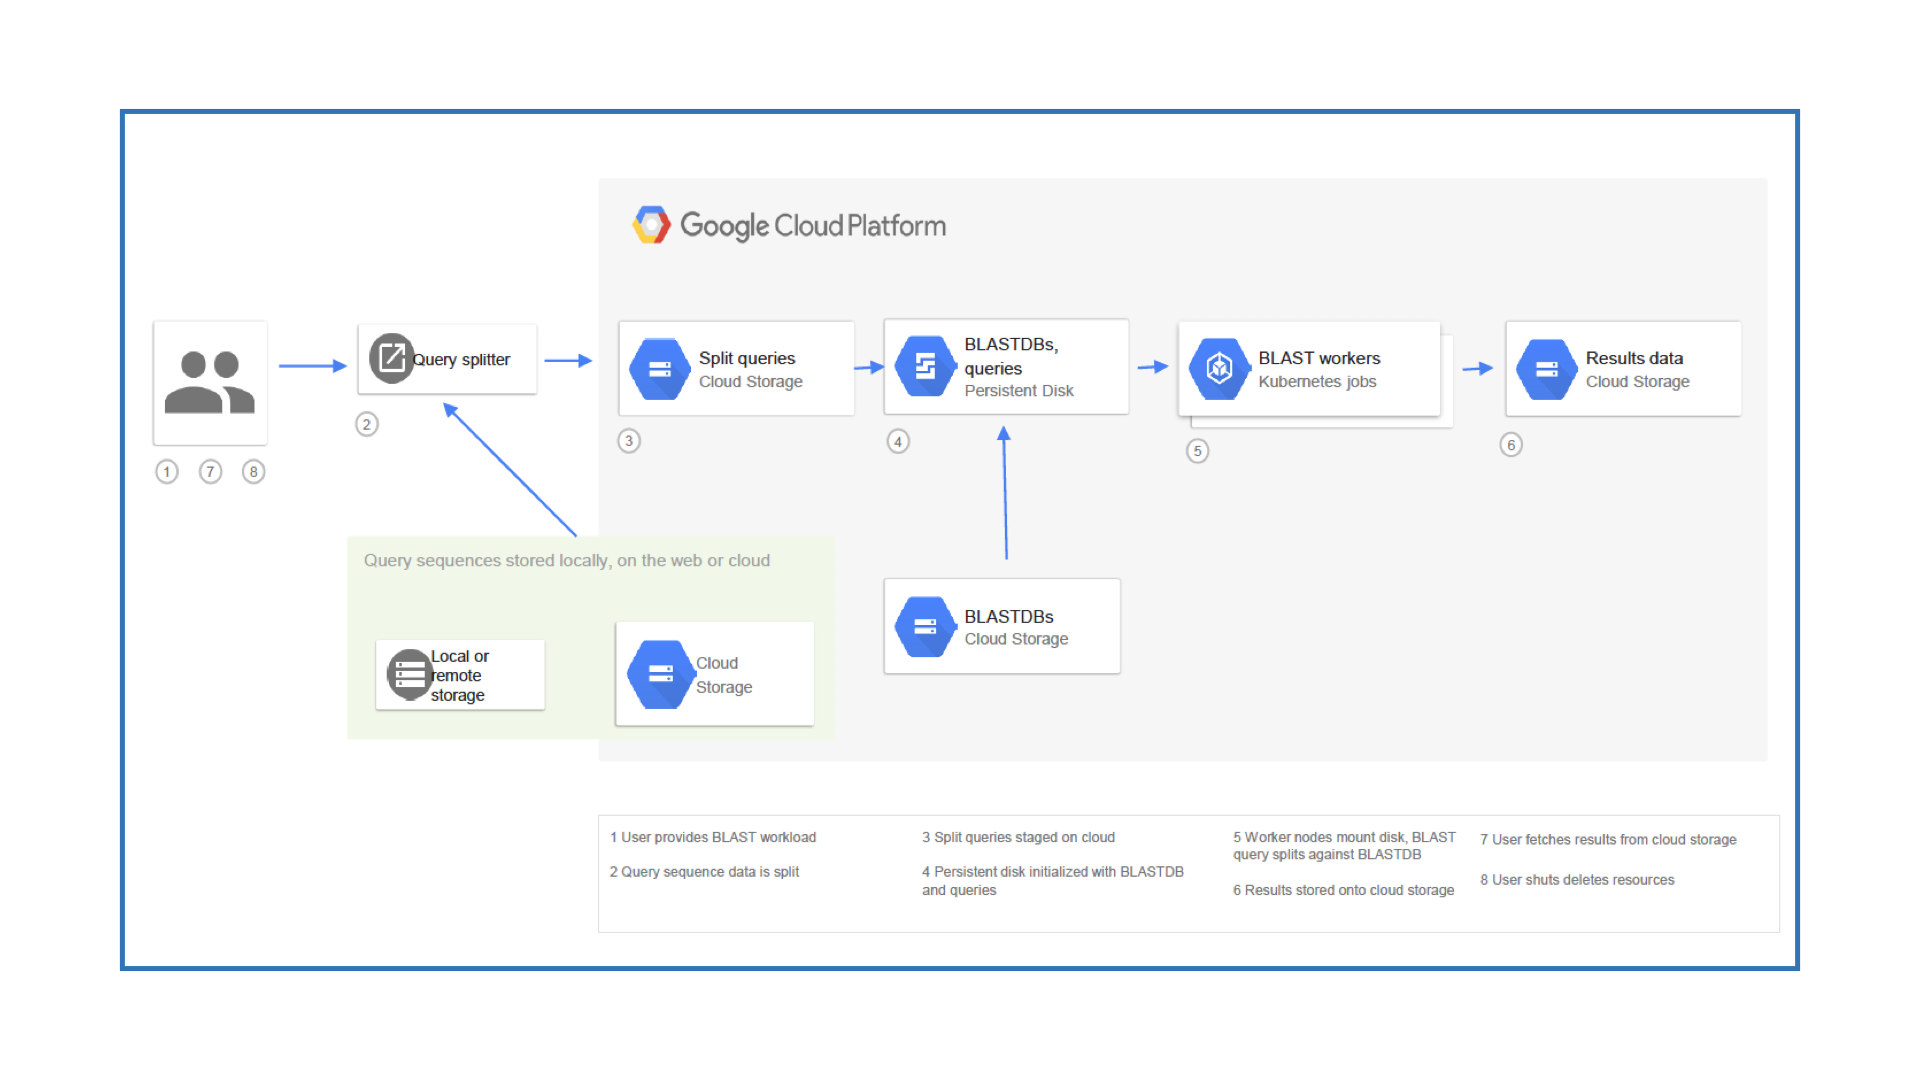 Google Cloud Platform
Query splitter
2
1 7 8
Split queries
Cloud Storage
3
BLASTDBs,
queries
Persistent Disk
4
BLAST workers
Kubernetes jobs
5
Results data
Cloud Storage
6
Query sequences stored locally, on the web or cloud
Local or
remote
storage
Cloud
Storage
BLASTDBs
Cloud Storage
1 User provides BLAST workload
2 Query sequence data is split
3 Split queries staged on cloud
4 Persistent disk initialized with BLASTDB
and queries
5 Worker nodes mount disk, BLAST
query splits against BLASTDB
6 Results stored onto cloud storage
7 User fetches results from cloud storage
8 User shuts deletes resources